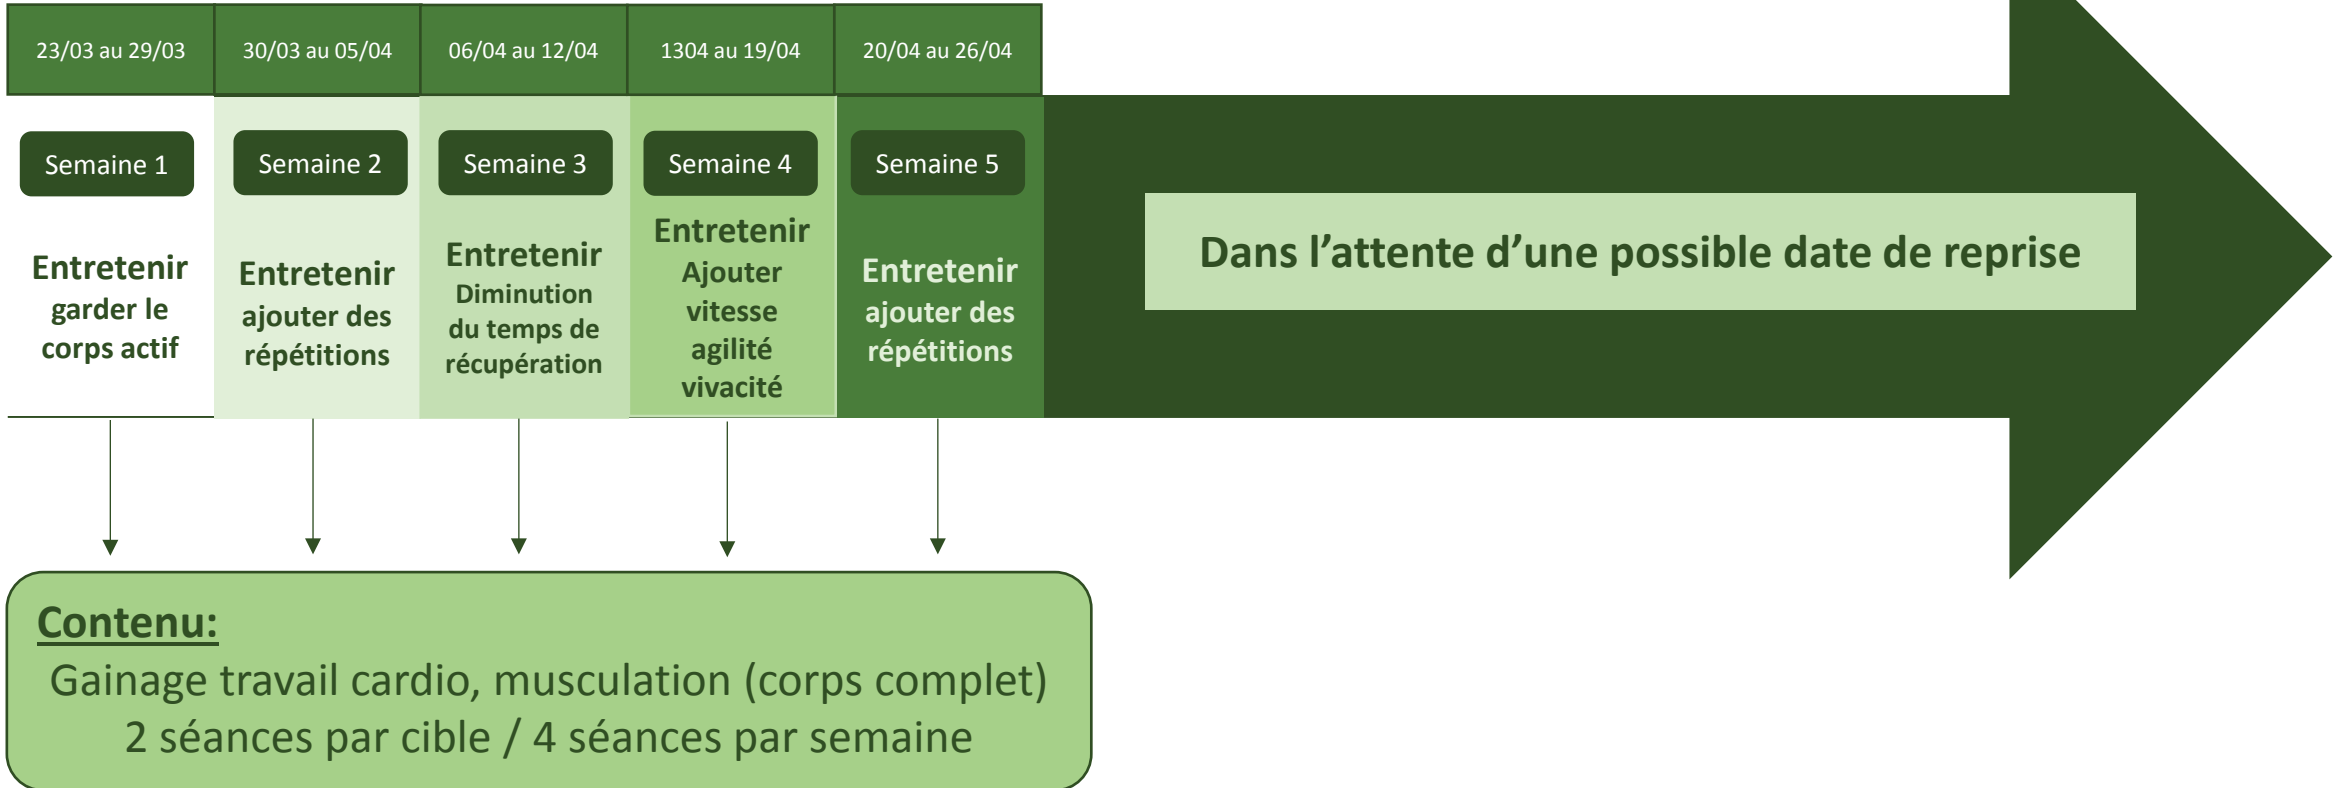 23/03 au 29/03
30/03 au 05/04
06/04 au 12/04
1304 au 19/04
20/04 au 26/04
Semaine 1
Entretenir
garder le
corps actif
Semaine 2
Entretenir
ajouter des
répétitions
Semaine 3
Entretenir
Diminution
du temps de
récupération
Semaine 4
Entretenir
Ajouter
vitesse
agilité
vivacité
Semaine 5
Entretenir
ajouter des
répétitions
Dans l’attente d’une possible date de reprise
Contenu:
Gainage travail cardio, musculation (corps complet)
2 séances par cible / 4 séances par semaine